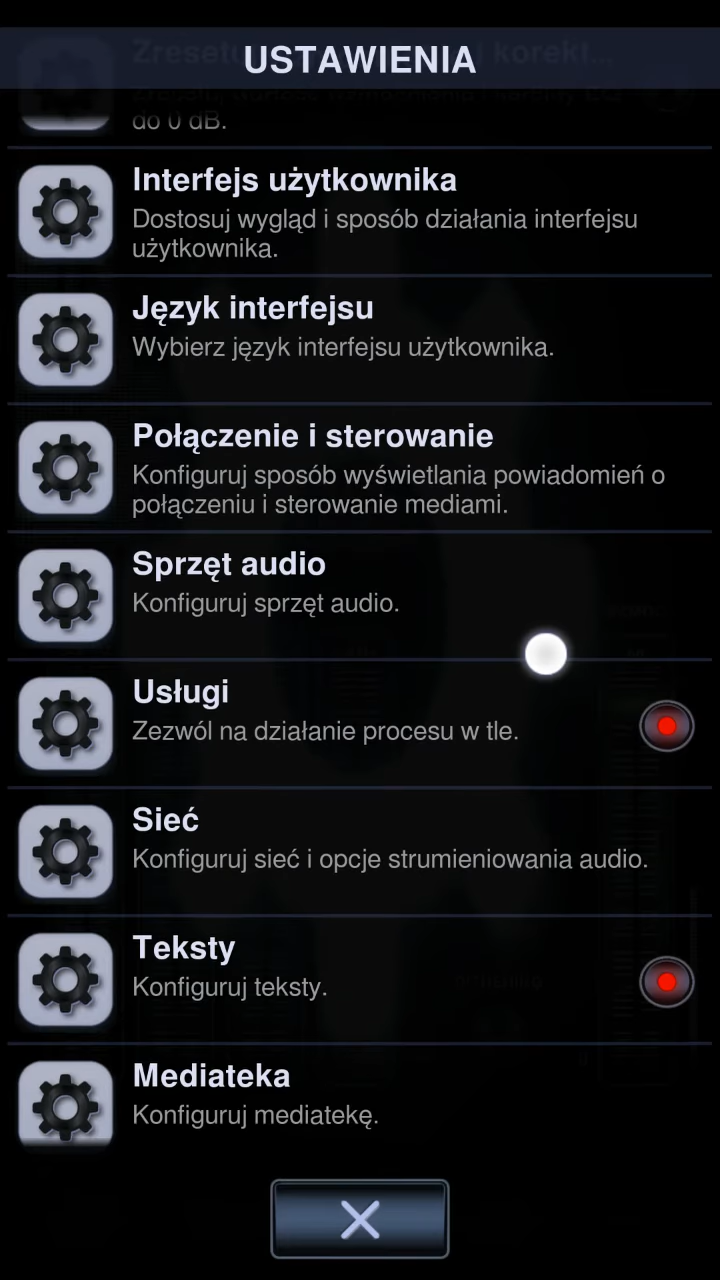 USTAWIENIA
do 0 dB.
Interfejs użytkownika
Dostosuj wygląd i sposób działania interfejsu
użytkownika.
Język interfejsu
Wybierz język interfejsu użytkownika.
Połączenie i sterowanie
Konfiguruj sposób wyświetlania powiadomień o
połączeniu i sterowanie mediami.
Sprzęt audio
Konfiguruj sprzęt audio.
Usługi
Zezwól na działanie procesu w tle.
Sieć
Konfiguruj sieć i opcje strumieniowania audio.
Teksty
Konfiguruj teksty.
Mediateka
Konfiguruj mediatekę.